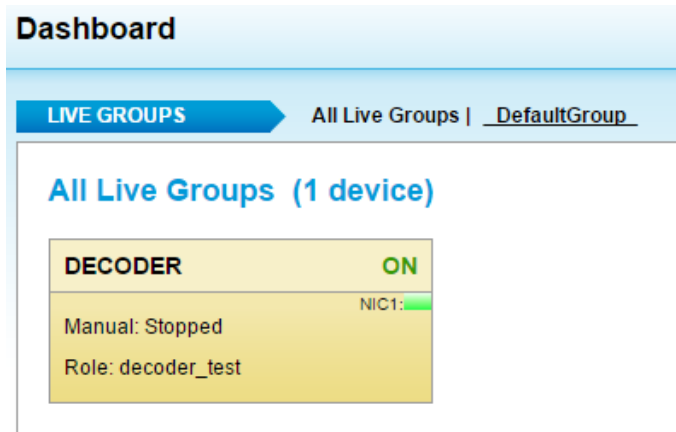 Dashboard
LIVE GROUPS All Live Groups | _DefaultGroup_
All Live Groups (1 device)
DECODER ON
NIC1:
Manual: Stopped
Role: decoder_test